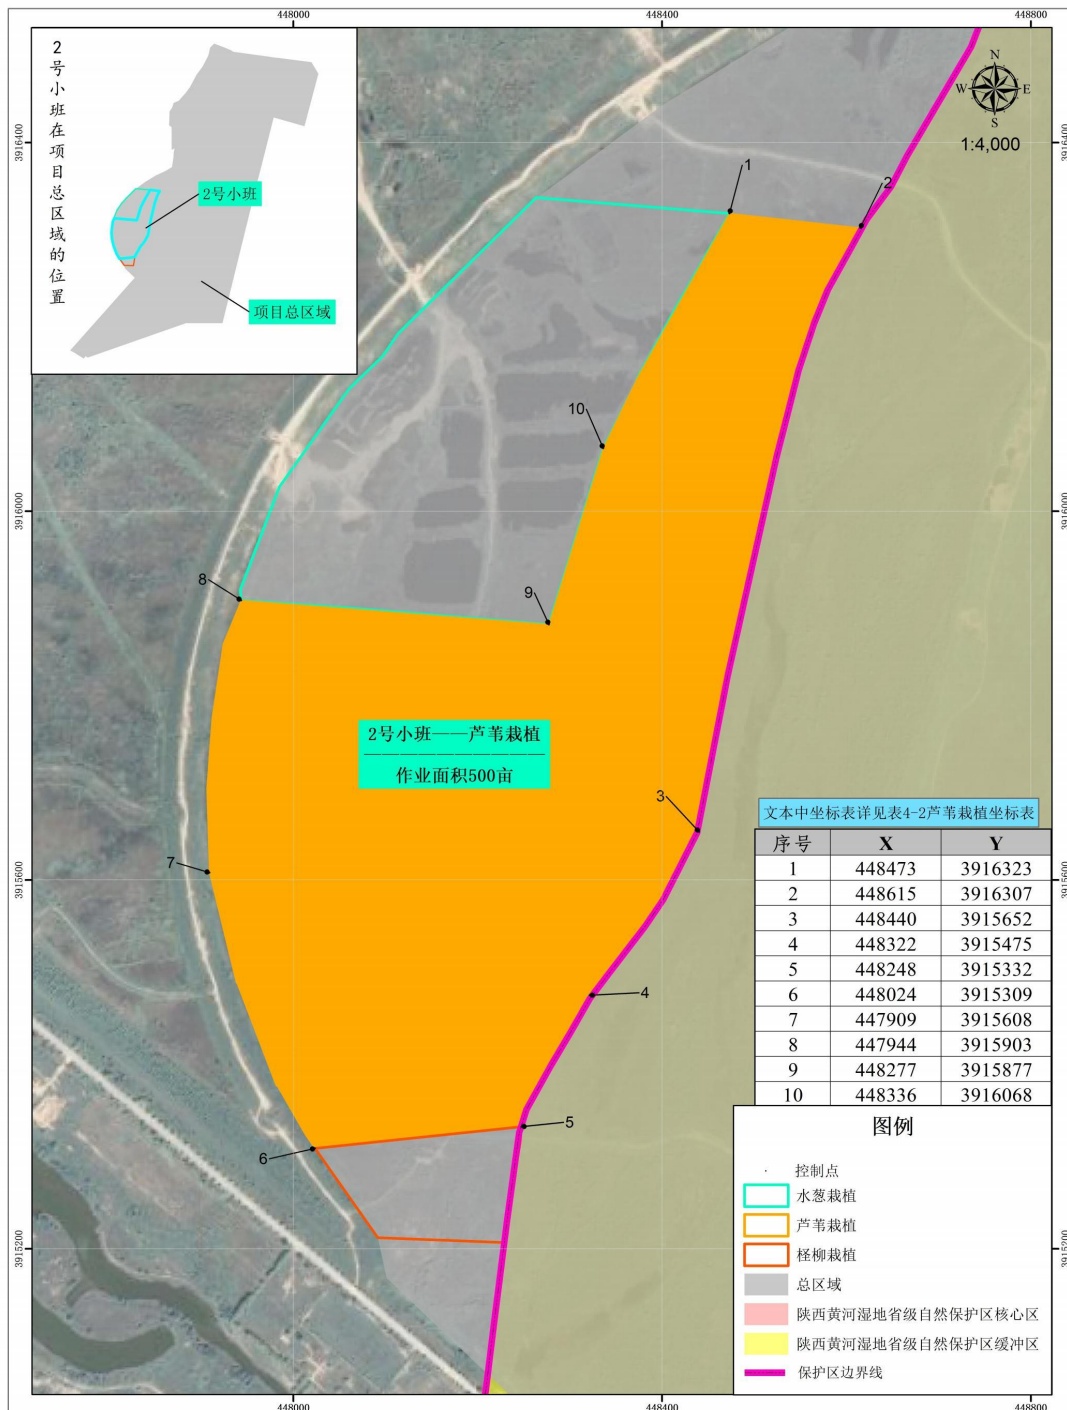 448000
448400
448800
2号小班在项目总区域的位置
2号小班
项目总区域
N
W
E
S
1:4,000
3916400
3916400
1
2
10
3916000
3916000
8
9
2号小班——芦苇栽植
作业面积500亩
3
7
3915600
3915600
文本中坐标表详见表4-2芦苇栽植坐标表
序号 X Y
1 448473 3916323
2 448615 3916307
3 448440 3915652
4 448322 3915475
5 448248 3915332
6 448024 3915309
7 447909 3915608
8 447944 3915903
9 448277 3915877
10 448336 3916068
4
5
6
图例
控制点
水葱栽植
芦苇栽植
柽柳栽植
总区域
陕西黄河湿地省级自然保护区核心区
陕西黄河湿地省级自然保护区缓冲区
保护区边界线
3915200
3915200
448000
448400
448800